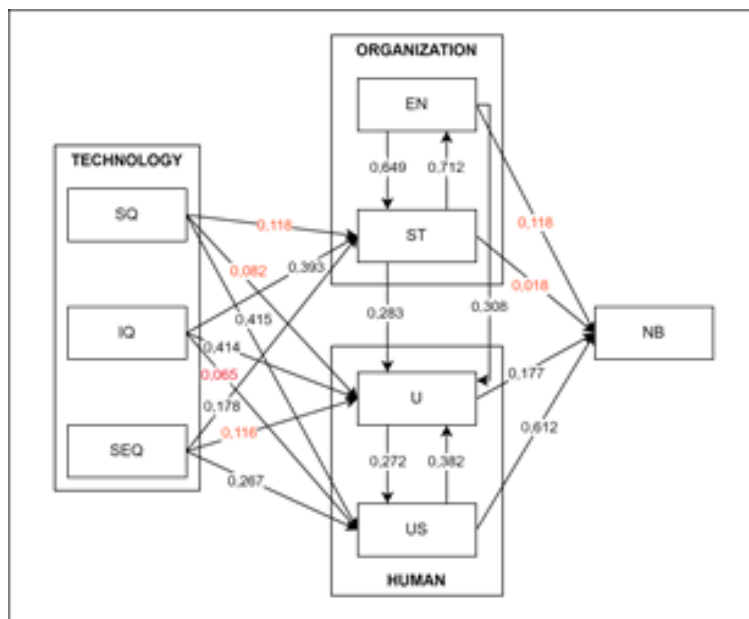 ORGANIZATION
EN
TECHNOLOGY
0,649
0,712
SQ
0,118
ST
0,118
0,082
0,393
0,018
0,415
0,283
0,308
IQ
NB
0,414
0,065
0,177
0,178
U
0,116
SEQ
0,272
0,382
0,612
0,267
US
HUMAN